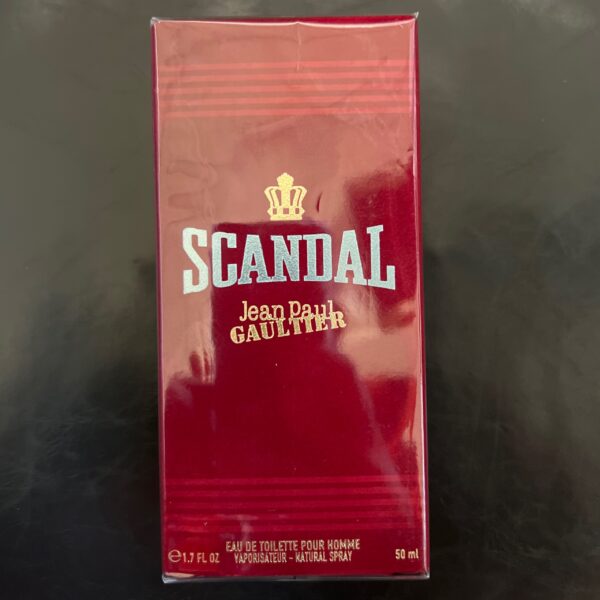 SCANDAL
Jean Paul
GAULTIER
EAU DE TOILETTE POUR HOMME
℮1.7 FL OZ VAPORISATEUR - NATURAL SPRAY 50 ml